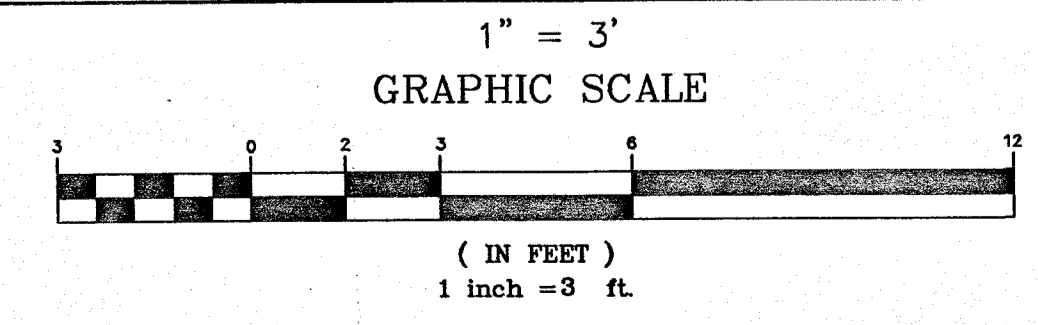 1" = 3'
GRAPHIC SCALE
3 0 2 3 6 12
( IN FEET )
1 inch =3 ft.